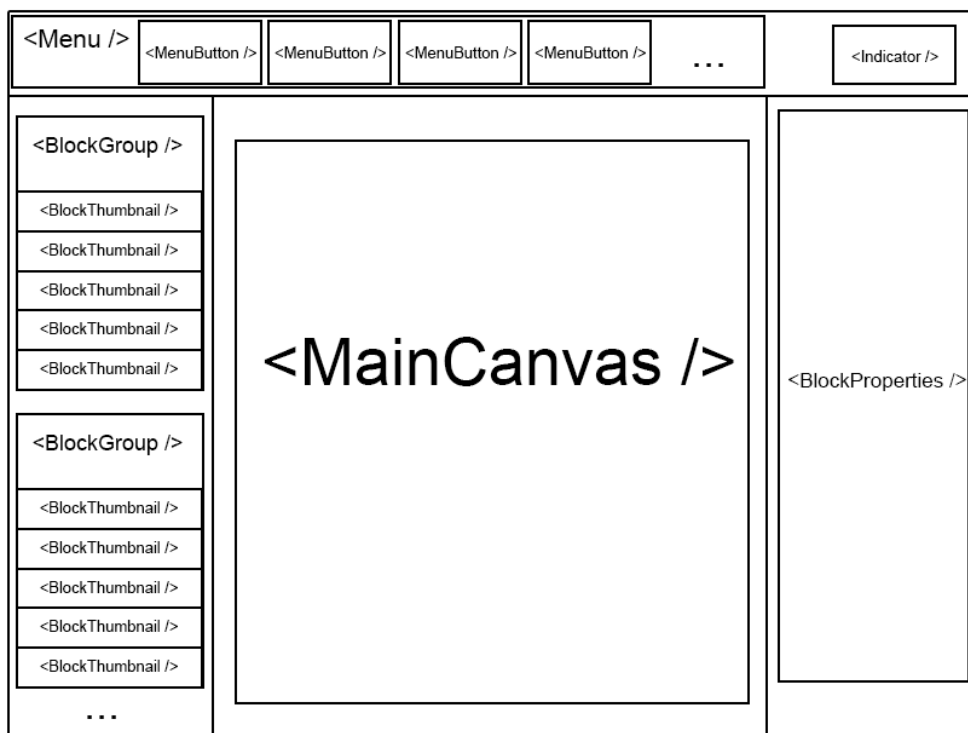 <Menu />
<MenuButton />
<MenuButton />
<MenuButton />
<MenuButton />
...
<Indicator />
<BlockGroup />
<BlockThumbnail />
<BlockThumbnail />
<BlockThumbnail />
<BlockThumbnail />
<BlockThumbnail />
<BlockGroup />
<BlockThumbnail />
<BlockThumbnail />
<BlockThumbnail />
<BlockThumbnail />
<BlockThumbnail />
...
<MainCanvas />
<BlockProperties />